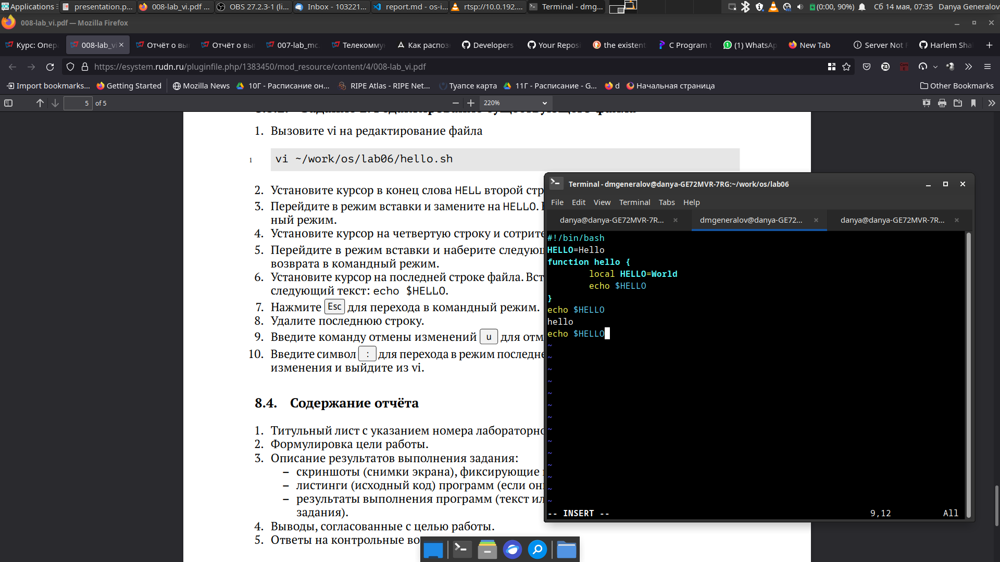 Applications
presentation.p...
008-lab_vi.pdf ...
OBS 27.2.3-1 (li...
Inbox - 103221...
report.md - os-i...
rtsp://10.0.192....
Terminal - dmg...
(0:00, 90%)
Сб 14 мая, 07:35
Danya Generalov
008-lab_vi.pdf — Mozilla Firefox
Курс: Опер
008-lab_vi
Отчёт о вы
Отчёт о вы
007-lab_mc.
Телекомму
Как распоз
Developers
Your Repos
the existent
C Program t
(1) WhatsAp
New Tab
Server Not F
Harlem Sha
https://esystem.rudn.ru/pluginfile.php/1383450/mod_resource/content/4/008-lab_vi.pdf
Import bookmarks...
Getting Started
Mozilla News
10Г - Расписание он...
RIPE Atlas - RIPE Net...
Туапсе карта
11Г - Расписание - G...
d
Начальная страница
Other Bookmarks
5 of 5
220%
1. Вызовите vi на редактирование файла
1 vi ~/work/os/lab06/hello.sh
2. Установите курсор в конец слова HELL второй стр
3. Перейдите в режим вставки и замените на HELLO.
ный режим.
4. Установите курсор на четвертую строку и сотрите
5. Перейдите в режим вставки и наберите следующ
возврата в командный режим.
6. Установите курсор на последней строке файла. Вст
следующий текст: echo $HELLO.
7. Нажмите Esc для перехода в командный режим.
8. Удалите последнюю строку.
9. Введите команду отмены изменений u для отм
10. Введите символ : для перехода в режим последне
изменения и выйдите из vi.
8.4. Содержание отчёта
1. Титульный лист с указанием номера лабораторно
2. Формулировка цели работы.
3. Описание результатов выполнения задания:
– скриншоты (снимки экрана), фиксирующие
– листинги (исходный код) программ (если они
– результаты выполнения программ (текст ил
задания).
4. Выводы, согласованные с целью работы.
5. Ответы на контрольные во
Terminal - dmgeneralov@danya-GE72MVR-7RG:~/work/os/lab06
File Edit View Terminal Tabs Help
danya@danya-GE72MVR-7R...
dmgeneralov@danya-GE72...
danya@danya-GE72MVR-7R...
#!/bin/bash
HELLO=Hello
function hello {
local HELLO=World
echo $HELLO
}
echo $HELLO
hello
echo $HELLO
~
~
~
~
~
~
~
~
~
~
~
~
~
~
-- INSERT -- 9,12 All